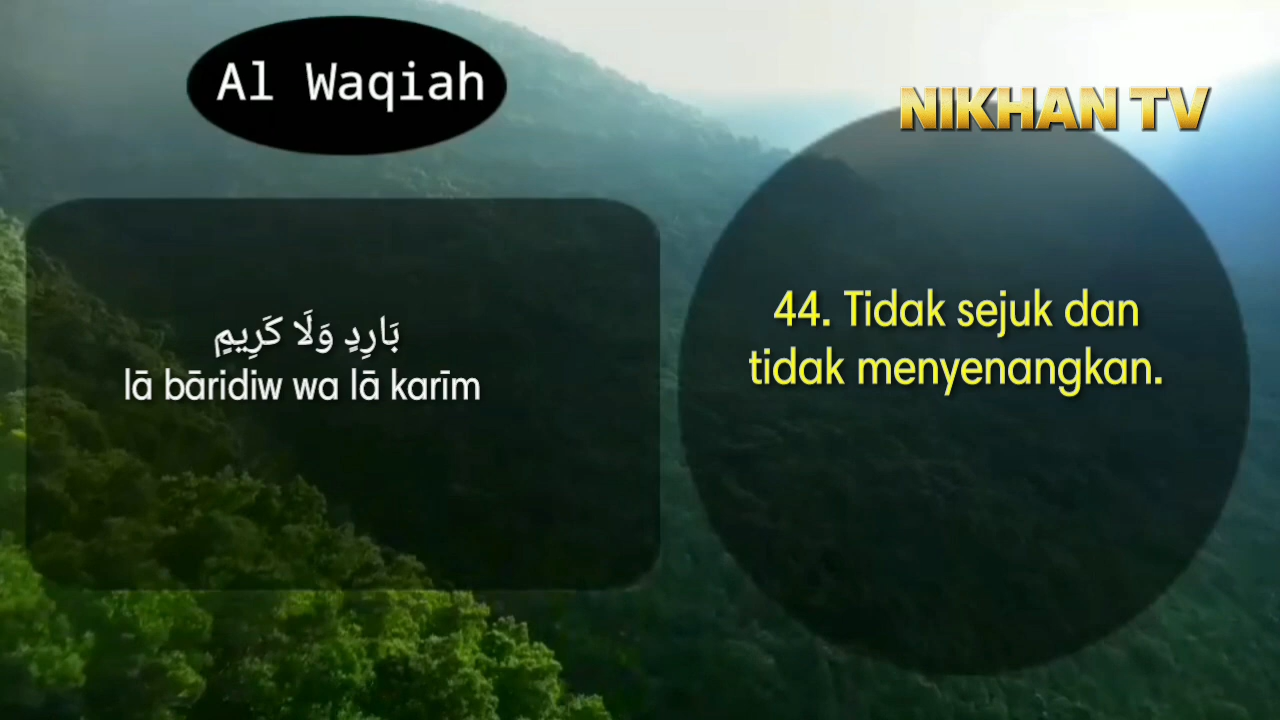 Al Waqiah
NIKHAN TV
بَارِدٍ وَلَا كَرِيمٍ
lā bāridiw wa lā karīm
44. Tidak sejuk dan
tidak menyenangkan.